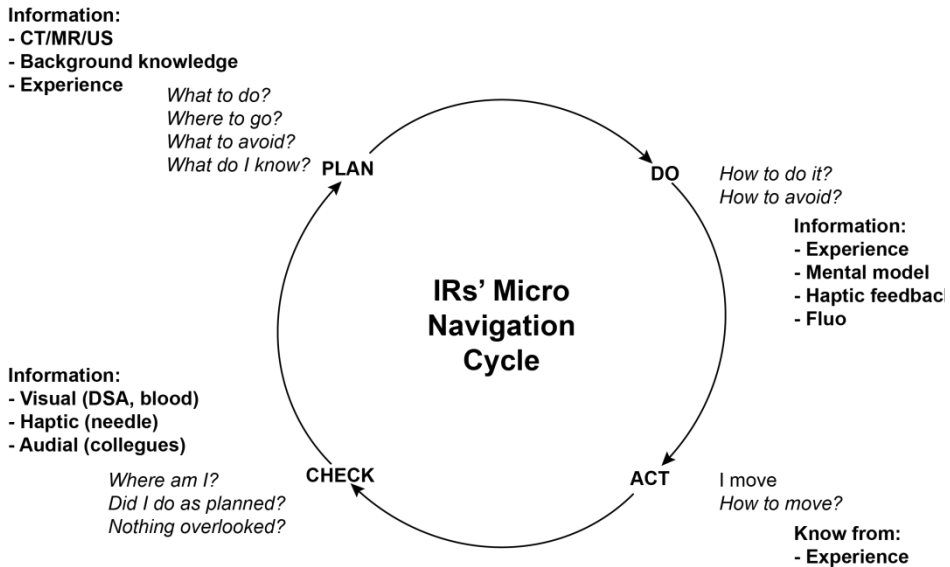 Information:
- CT/MR/US
- Background knowledge
- Experience
What to do?
Where to go?
What to avoid?
What do I know?
PLAN
DO
How to do it?
How to avoid?
Information:
- Experience
- Mental model
- Haptic feedback
- Fluo
IRs' Micro
Navigation
Cycle
Information:
- Visual (DSA, blood)
- Haptic (needle)
- Audial (collegues)
CHECK
Where am I?
Did I do as planned?
Nothing overlooked?
ACT
I move
How to move?
Know from:
- Experience